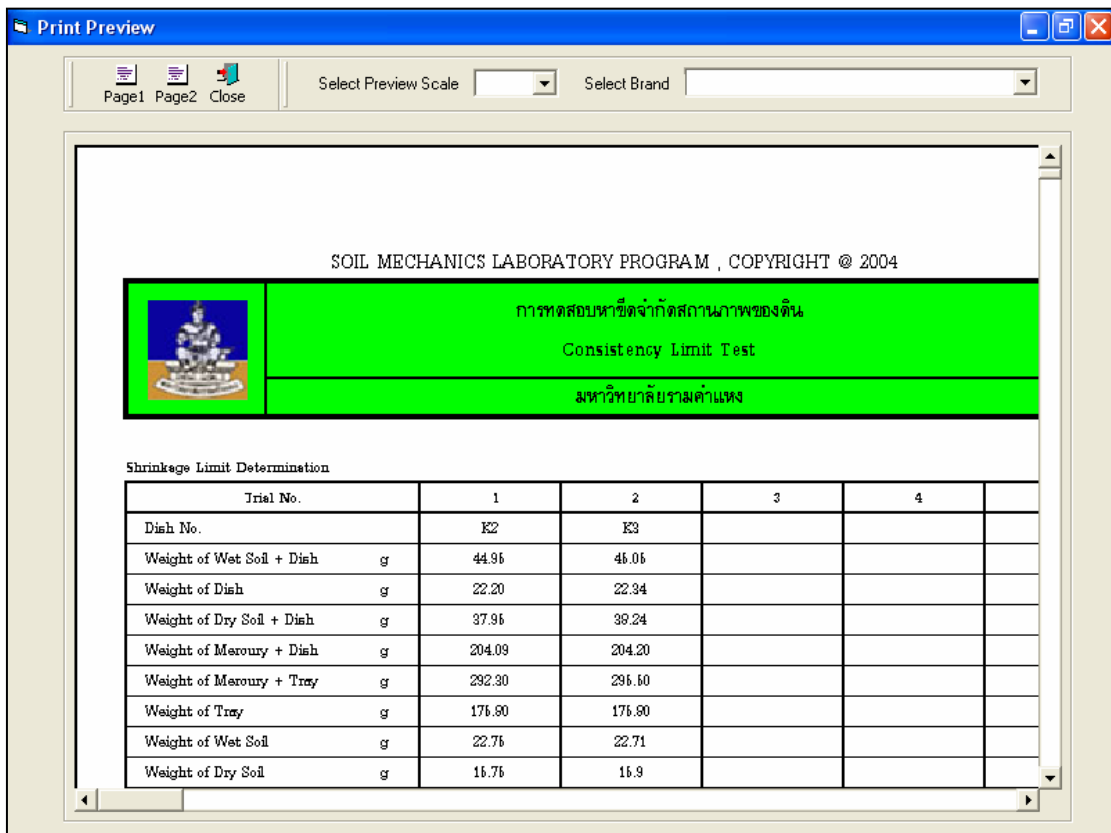 Print Preview
Page1 Page2 Close
Select Preview Scale
Select Brand
SOIL MECHANICS LABORATORY PROGRAM , COPYRIGHT @ 2004
การทดสอบหาขีดจำกัดสถานภาพของดิน
Consistency Limit Test
มหาวิทยาลัยรามคำแหง
Shrinkage Limit Determination
Trial No. 1 2 3 4
Dish No. K2 K3
Weight of Wet Soil + Dish g 44.95 45.05
Weight of Dish g 22.20 22.34
Weight of Dry Soil + Dish g 37.95 38.24
Weight of Mercury + Dish g 204.09 204.20
Weight of Mercury + Tray g 292.30 295.50
Weight of Tray g 175.80 175.80
Weight of Wet Soil g 22.75 22.71
Weight of Dry Soil g 15.75 15.9